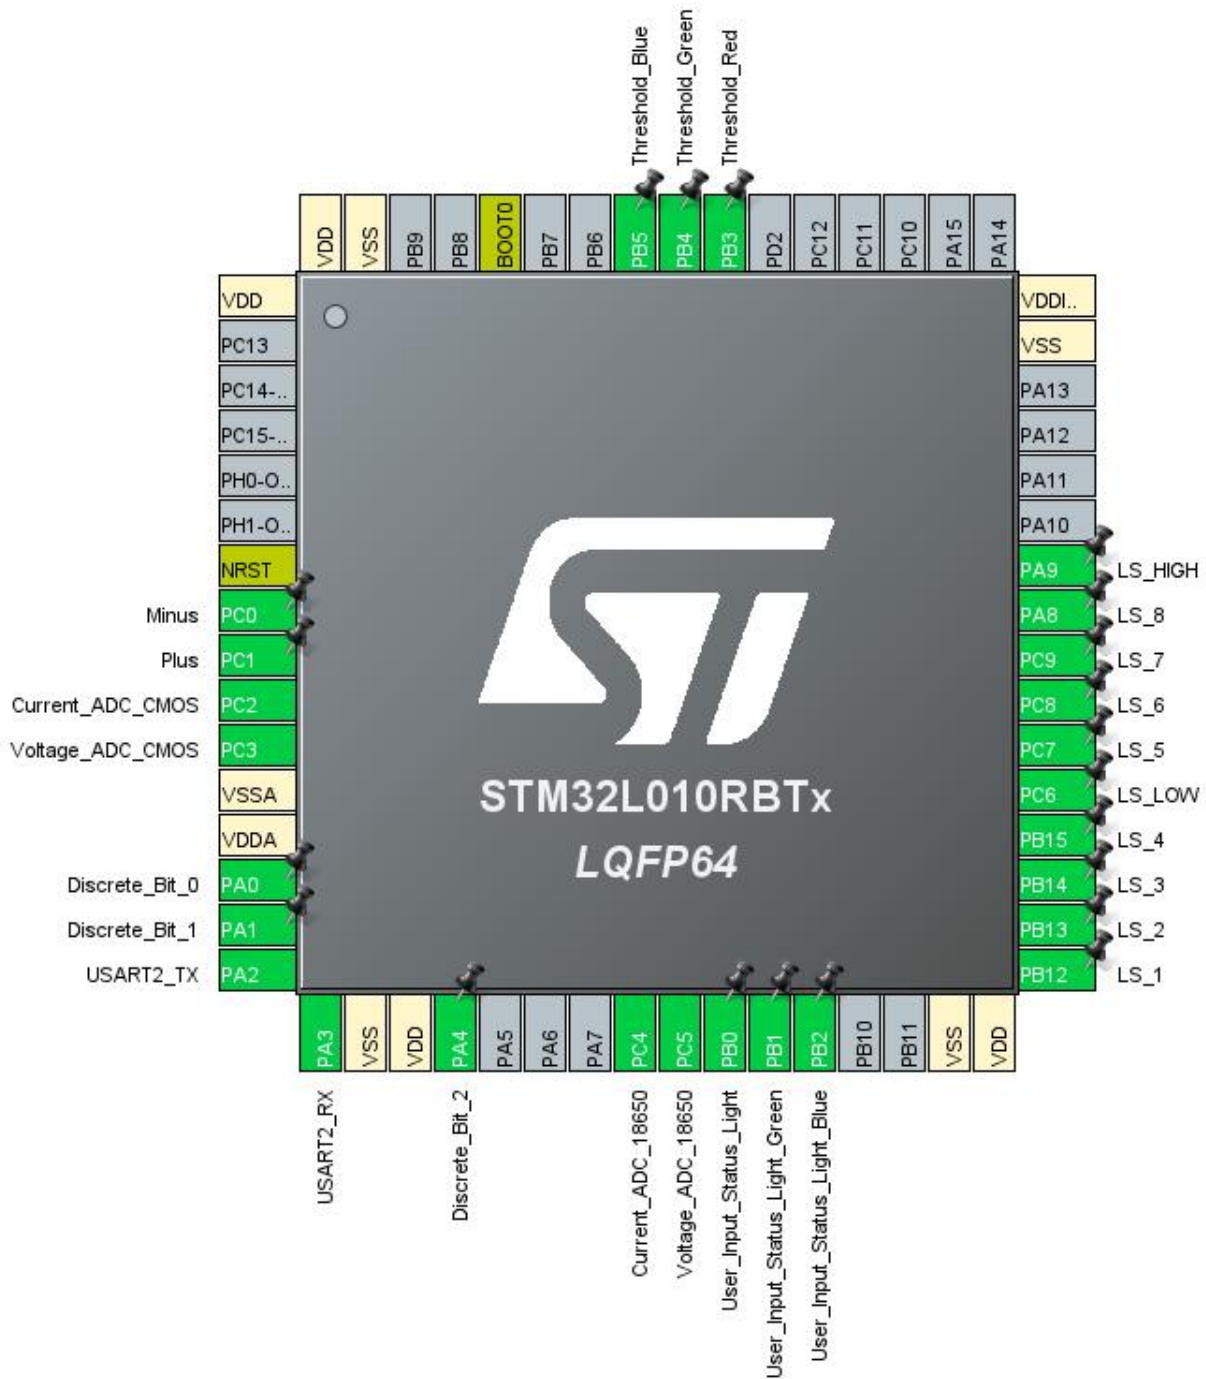 Threshold_Blue
Threshold_Green
Threshold_Red
VDD
VSS
PB9
PB8
BOOT0
PB7
PB6
PB5
PB4
PB3
PD2
PC12
PC11
PC10
PA15
PA14
VDD
PC13
PC14-..
PC15-..
PH0-O..
PH1-O..
NRST
Minus PC0
Plus PC1
Current_ADC_CMOS PC2
Voltage_ADC_CMOS PC3
VSSA
VDDA
Discrete_Bit_0 PA0
Discrete_Bit_1 PA1
USART2_TX PA2
ST
STM32L010RBTx
LQFP64
VDDI..
VSS
PA13
PA12
PA11
PA10
PA9 LS_HIGH
PA8 LS_8
PC9 LS_7
PC8 LS_6
PC7 LS_5
PC6 LS_LOW
PB15 LS_4
PB14 LS_3
PB13 LS_2
PB12 LS_1
PA3
VSS
VDD
PA4
PA5
PA6
PA7
PC4
PC5
PB0
PB1
PB2
PB10
PB11
VSS
VDD
USART2_RX
Discrete_Bit_2
Current_ADC_18650
Voltage_ADC_18650
User_Input_Status_Light
User_Input_Status_Light_Green
User_Input_Status_Light_Blue